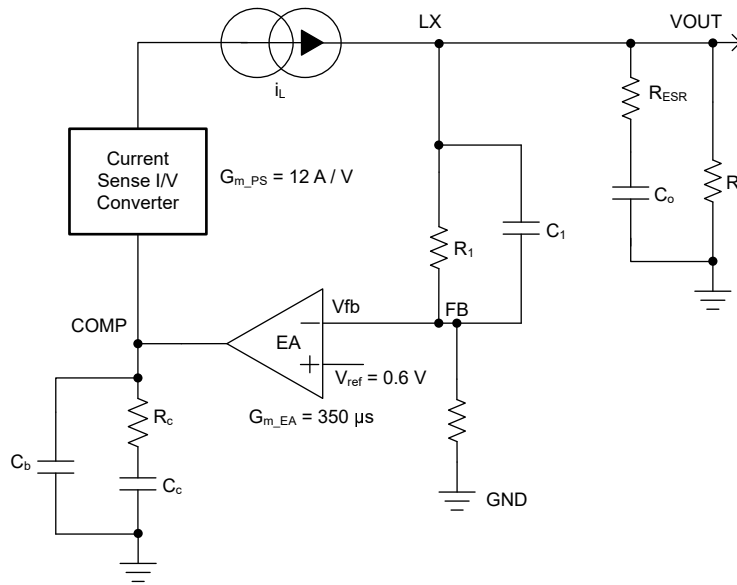 LX
VOUT
iL
RESR
Current
Sense I/V
Converter
Gm_PS = 12 A / V
Co
R
R1
C1
COMP
Vfb
FB
EA
Vref = 0.6 V
Gm_EA = 350 µs
Rc
Cb
Cc
GND